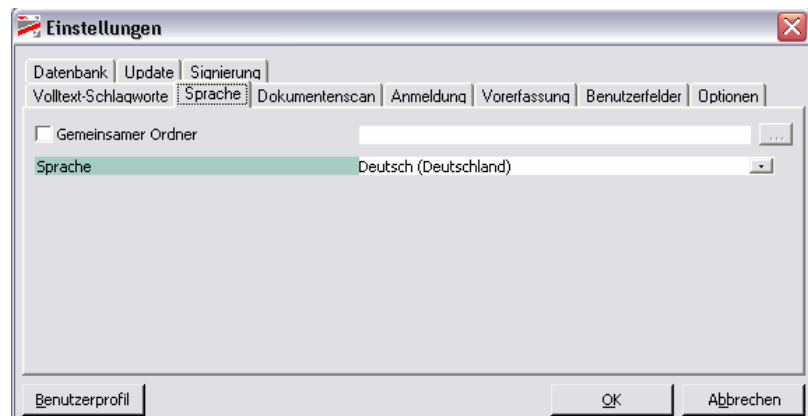 Einstellungen
Datenbank Update Signierung
Volltext-Schlagworte Sprache Dokumentenscan Anmeldung Vorerfassung Benutzerfelder Optionen
Gemeinsamer Ordner ...
Sprache Deutsch (Deutschland)
Benutzerprofil OK Abbrechen